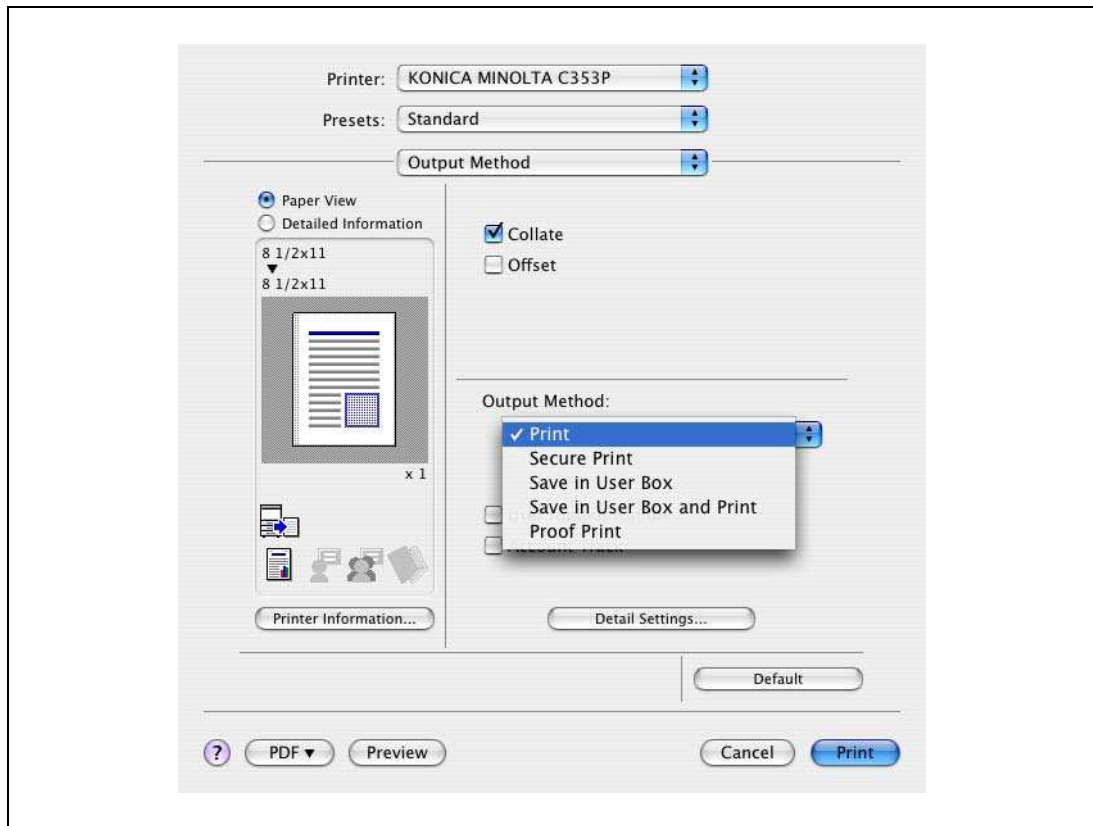 Printer: KONICA MINOLTA C353P
Presets: Standard
Output Method
Paper View
Detailed Information
8 1/2x11
8 1/2x11
x 1
Printer Information...
Collate
Offset
Output Method:
✓ Print
Secure Print
Save in User Box
Save in User Box and Print
Proof Print
Account Track
Detail Settings...
Default
? PDF ▼ Preview Cancel Print